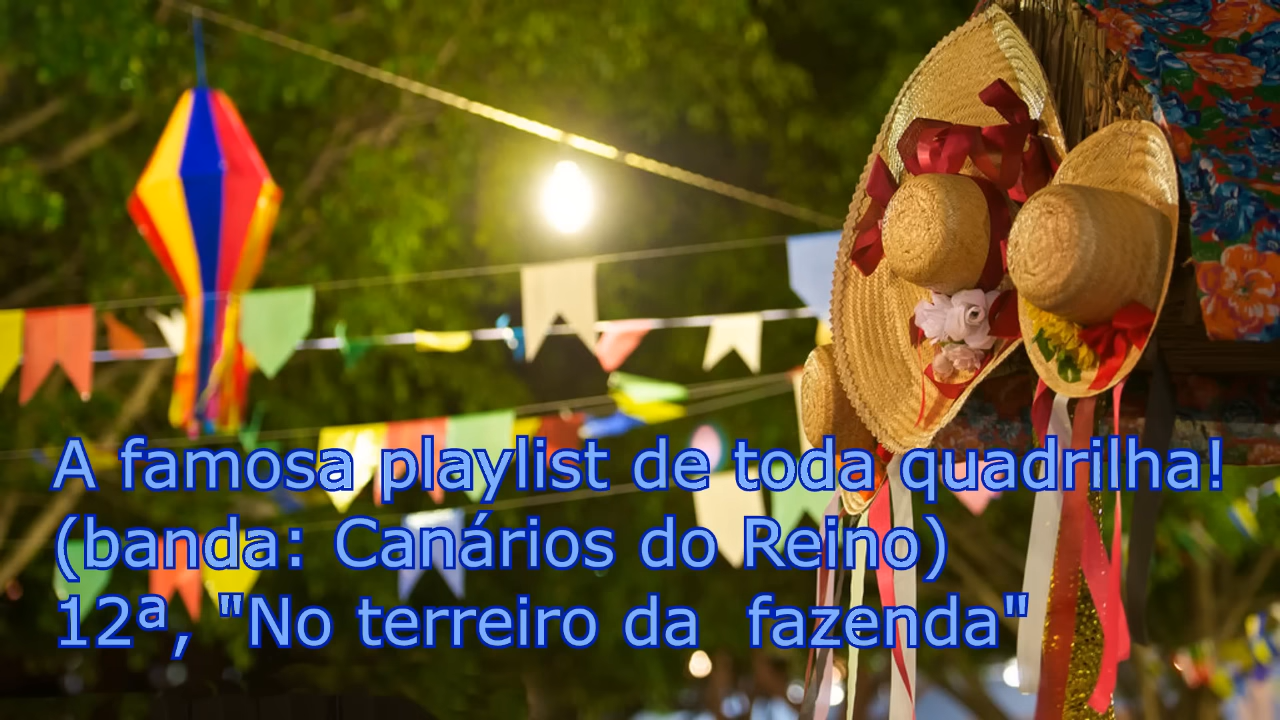 A famosa playlist de toda quadrilha!
(banda: Canários do Reino)
12ª, "No terreiro da  fazenda"